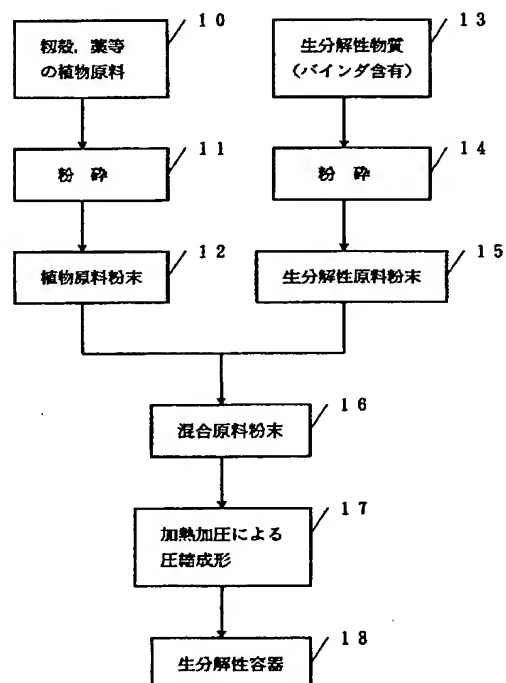 10
籾殻，藁等
の植物原料
13
生分解性物質
（バインダ含有）
11
粉 砕
14
粉 砕
12
植物原料粉末
15
生分解性原料粉末
16
混合原料粉末
17
加熱加圧による
圧縮成形
18
生分解性容器